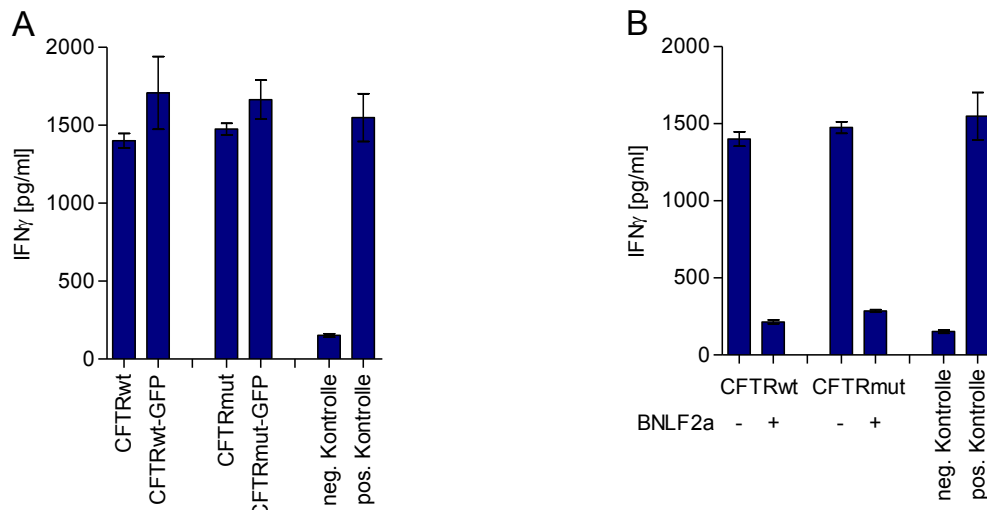 A
IFNγ [pg/ml]
2000
1500
1000
500
0
CFTRwt
CFTRwt-GFP
CFTRmut
CFTRmut-GFP
neg. Kontrolle
pos. Kontrolle
B
IFNγ [pg/ml]
2000
1500
1000
500
0
CFTRwt CFTRmut
BNLF2a - + - +
neg. Kontrolle
pos. Kontrolle